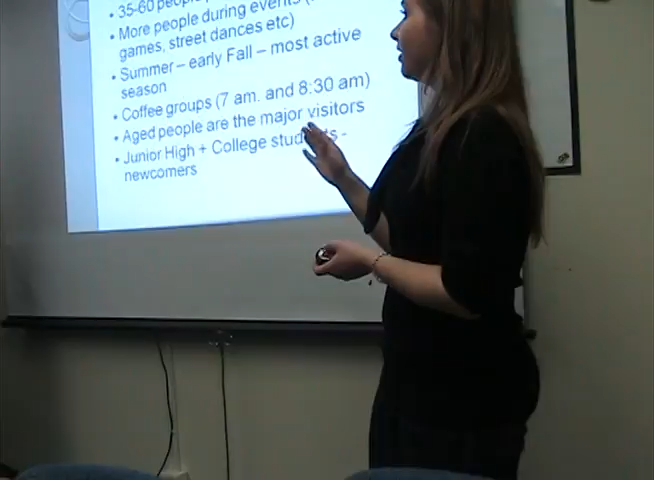 • 35-60 people
• More people during events (
games, street dances etc)
• Summer – early Fall – most active
season
• Coffee groups (7 am. and 8:30 am)
• Aged people are the major visitors
• Junior High + College students -
newcomers